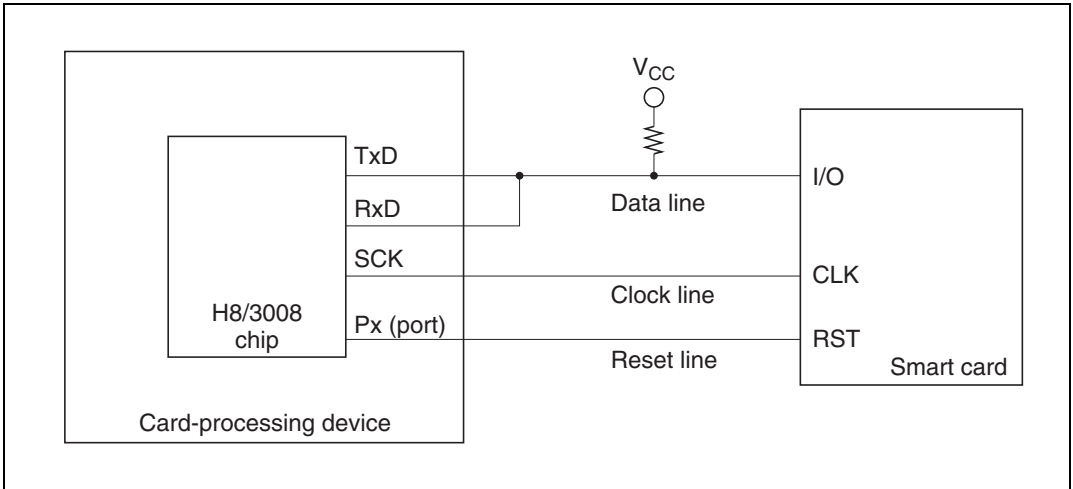 V_CC
TxD
I/O
RxD
Data line
SCK
CLK
Clock line
H8/3008
chip
Px (port)
RST
Reset line
Smart card
Card-processing device